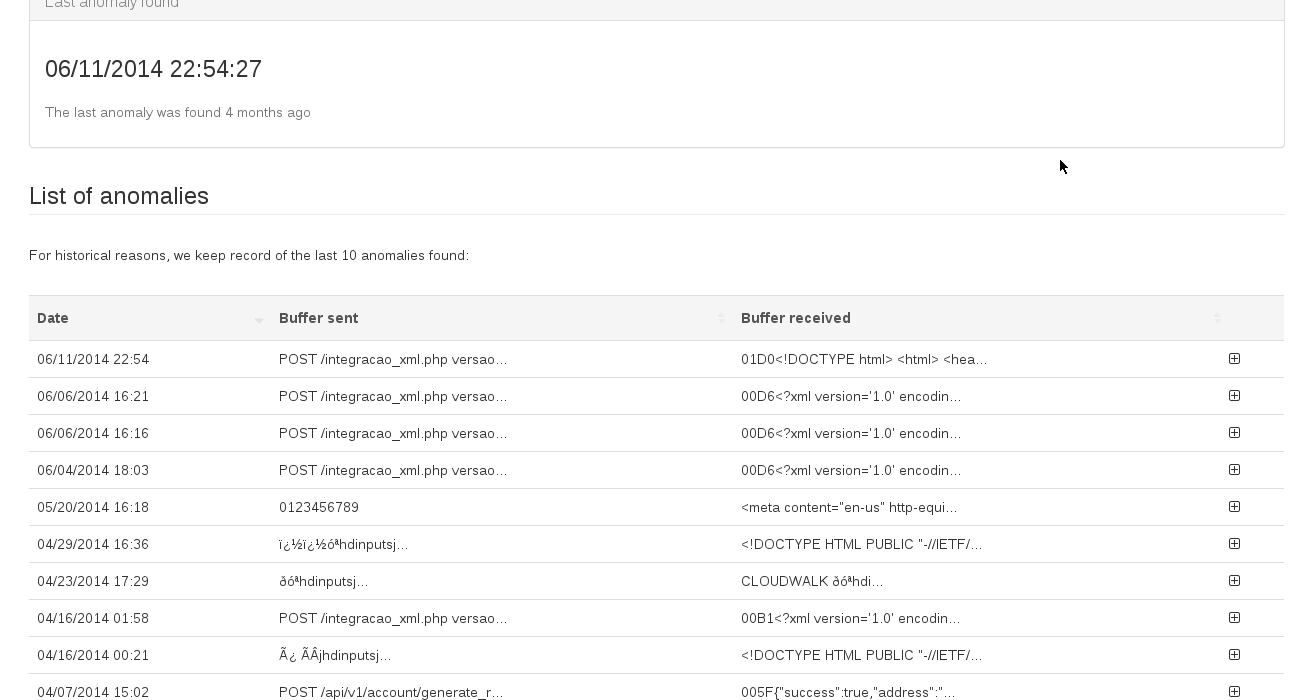 Last anomaly found
06/11/2014 22:54:27
The last anomaly was found 4 months ago
List of anomalies
For historical reasons, we keep record of the last 10 anomalies found:
Date Buffer sent Buffer received
06/11/2014 22:54 POST /integracao_xml.php versao... 01D0<!DOCTYPE html> <html> <hea...
06/06/2014 16:21 POST /integracao_xml.php versao... 00D6<?xml version='1.0' encodin...
06/06/2014 16:16 POST /integracao_xml.php versao... 00D6<?xml version='1.0' encodin...
06/04/2014 18:03 POST /integracao_xml.php versao... 00D6<?xml version='1.0' encodin...
05/20/2014 16:18 0123456789 <meta content="en-us" http-equi...
04/29/2014 16:36 ï¿½ï¿½óªhdinputsj... <!DOCTYPE HTML PUBLIC "-//IETF/...
04/23/2014 17:29 ðóªhdinputsj... CLOUDWALK ðóªhdi...
04/16/2014 01:58 POST /integracao_xml.php versao... 00B1<?xml version='1.0' encodin...
04/16/2014 00:21 Ã¿ ÃÂjhdinputsj... <!DOCTYPE HTML PUBLIC "-//IETF/...
04/07/2014 15:02 POST /api/v1/account/generate_r... 005F{"success":true,"address":"...